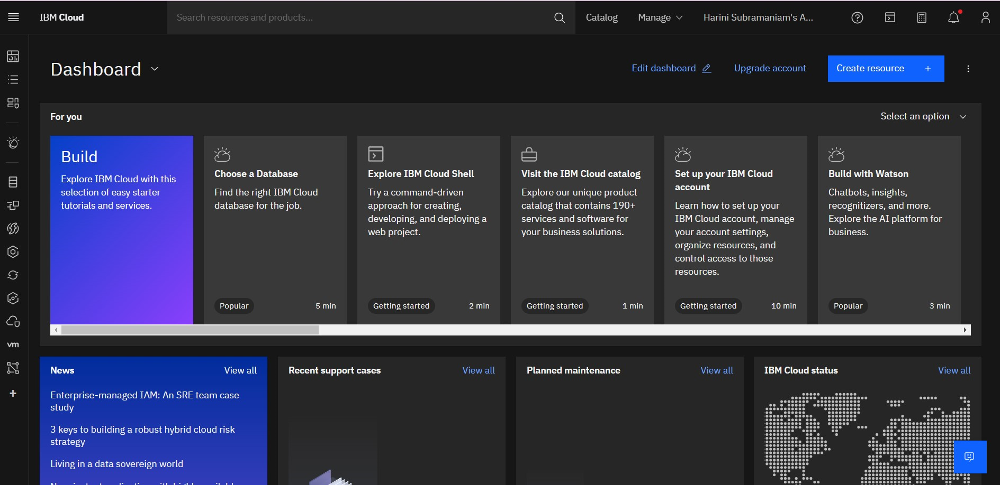 IBM Cloud
Search resources and products...
Catalog
Manage
Harini Subramaniam's A...
Dashboard
Edit dashboard
Upgrade account
Create resource +
For you
Select an option
Build
Explore IBM Cloud with this
selection of easy starter
tutorials and services.
Choose a Database
Find the right IBM Cloud
database for the job.
Popular
5 min
Explore IBM Cloud Shell
Try a command-driven
approach for creating,
developing, and deploying a
web project.
Getting started
2 min
Visit the IBM Cloud catalog
Explore our unique product
catalog that contains 190+
services and software for
your business solutions.
Getting started
1 min
Set up your IBM Cloud
account
Learn how to set up your
IBM Cloud account, manage
your account settings,
organize resources, and
control access to those
resources.
Getting started
10 min
Build with Watson
Chatbots, insights,
recognitizers, and more.
Explore the AI platform for
business.
Popular
3 min
vm
News
View all
Enterprise-managed IAM: An SRE team case
study
3 keys to building a robust hybrid cloud risk
strategy
Living in a data sovereign world
Recent support cases
View all
Planned maintenance
View all
IBM Cloud status
View all